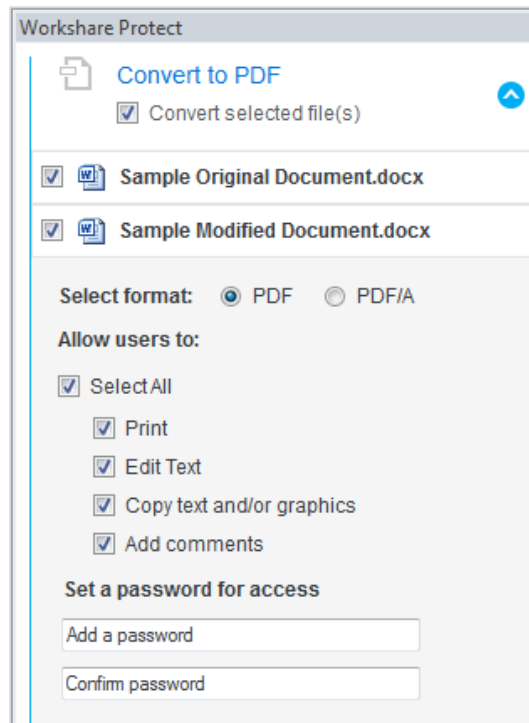 Workshare Protect
Convert to PDF
Convert selected file(s)
Sample Original Document.docx
Sample Modified Document.docx
Select format: PDF PDF/A
Allow users to:
Select All
Print
Edit Text
Copy text and/or graphics
Add comments
Set a password for access
Add a password
Confirm password